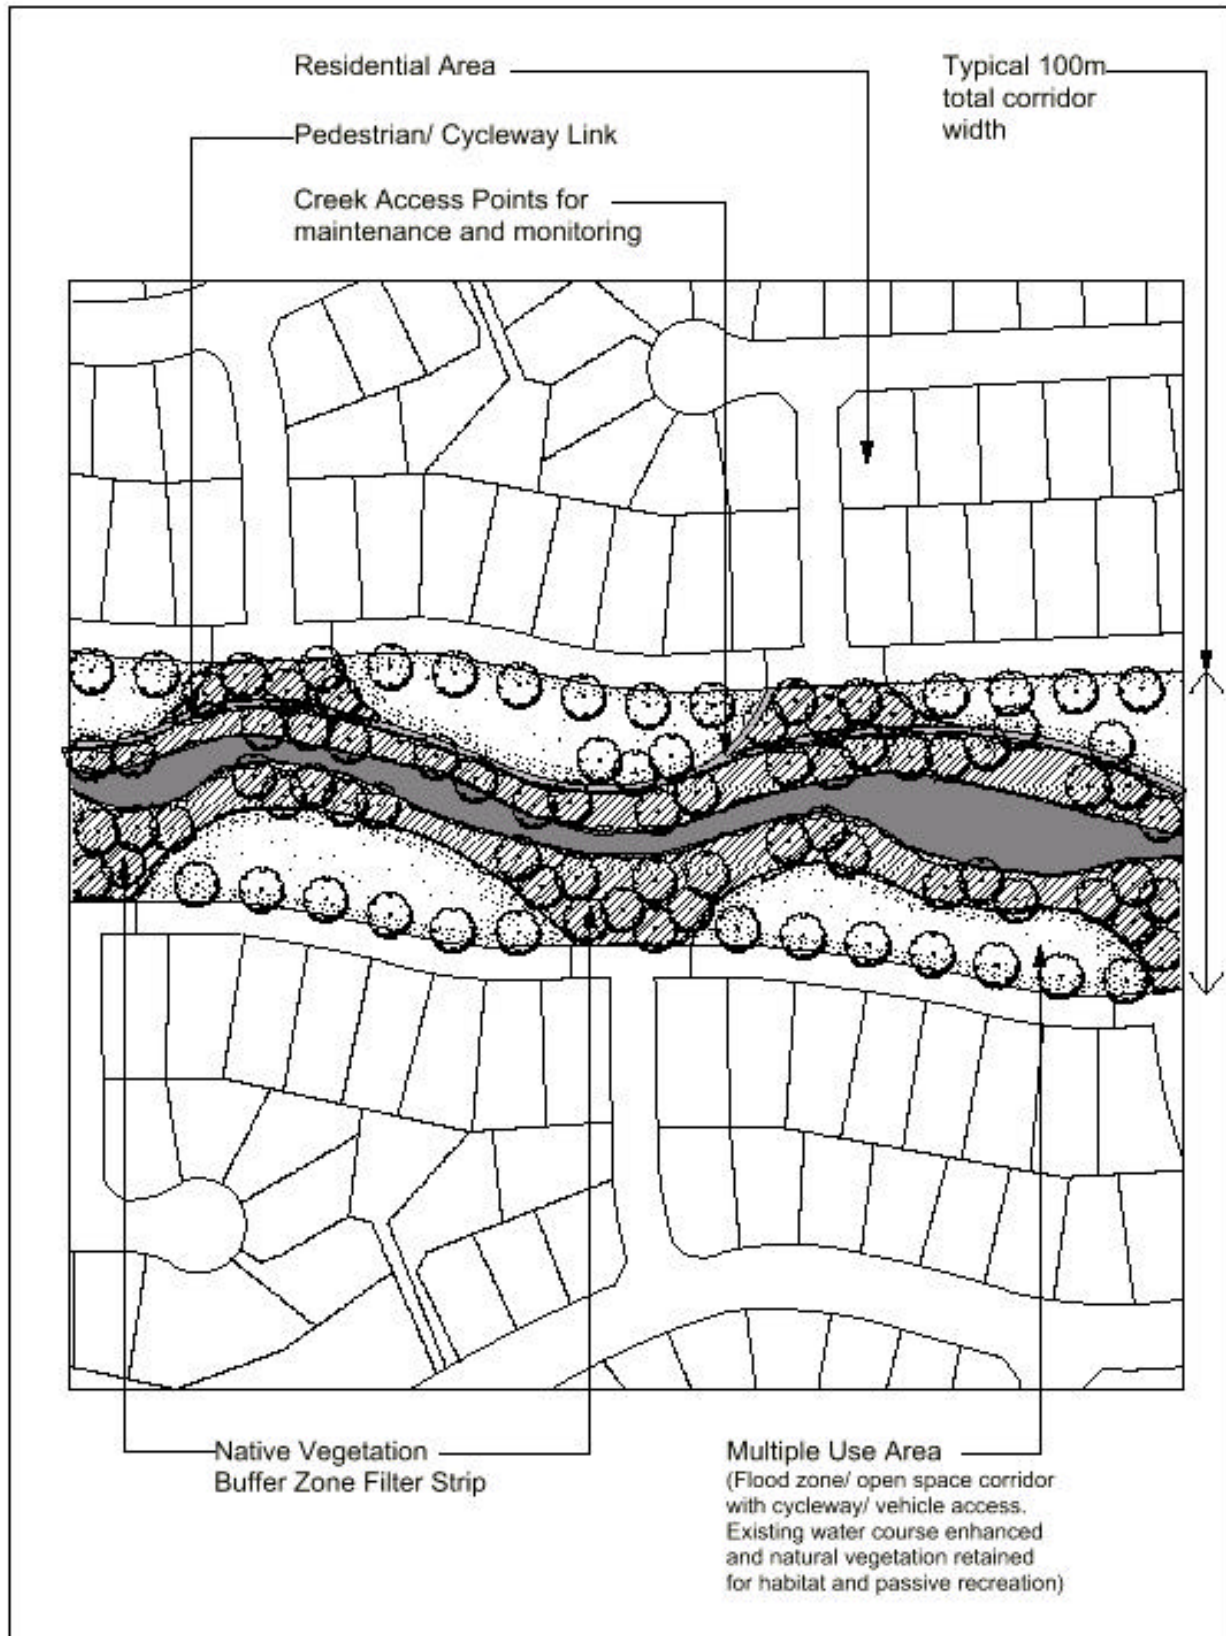 Residential Area
Typical 100m
total corridor
width
Pedestrian/ Cycleway Link
Creek Access Points for
maintenance and monitoring
Native Vegetation
Buffer Zone Filter Strip
Multiple Use Area
(Flood zone/ open space corridor
with cycleway/ vehicle access.
Existing water course enhanced
and natural vegetation retained
for habitat and passive recreation)